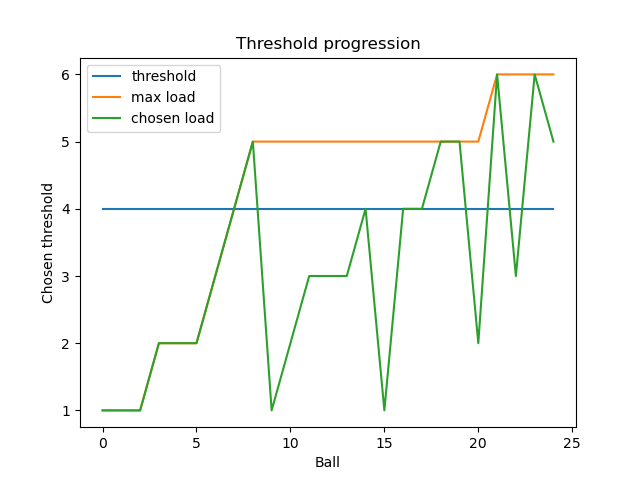 Threshold progression
threshold
max load
chosen load
6
5
4
3
2
1
Chosen threshold
0
5
10
15
20
25
Ball